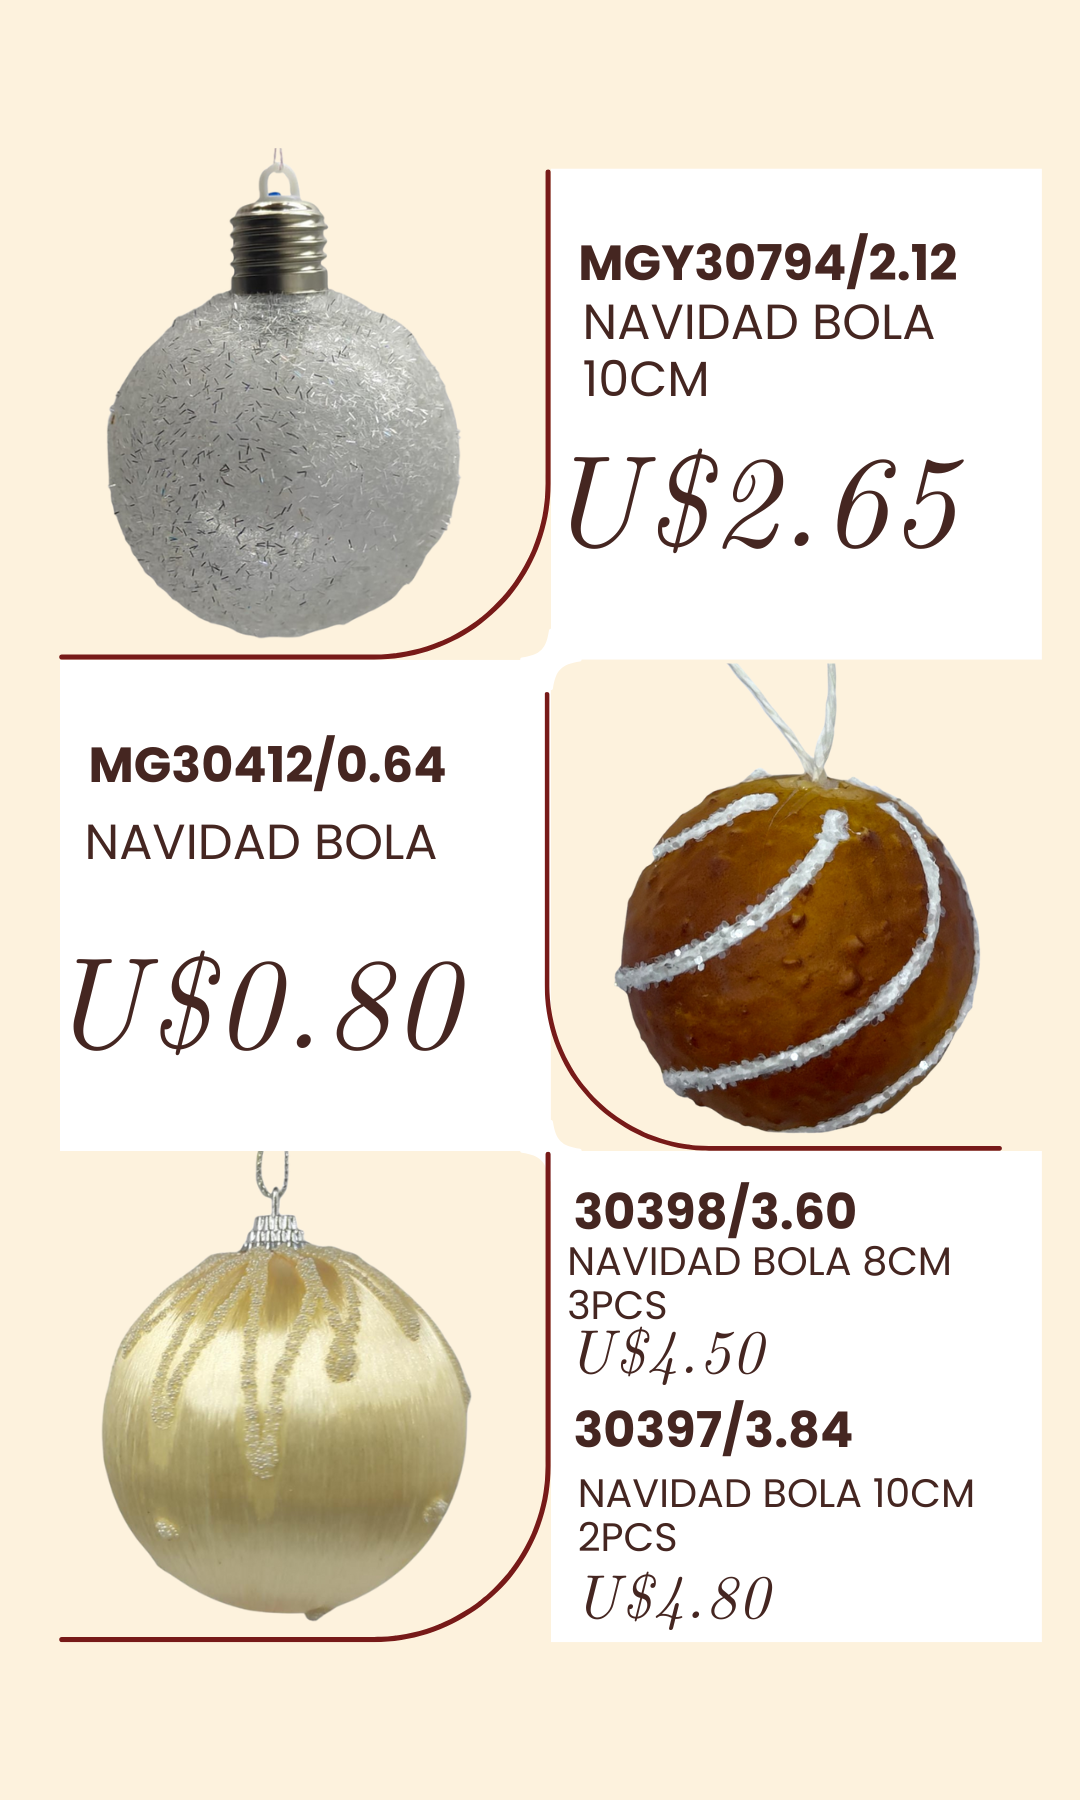 MGY30794/2.12
NAVIDAD BOLA
10CM
U$2.65
MG30412/0.64
NAVIDAD BOLA
U$0.80
30398/3.60
NAVIDAD BOLA 8CM
3PCS
U$4.50
30397/3.84
NAVIDAD BOLA 10CM
2PCS
U$4.80